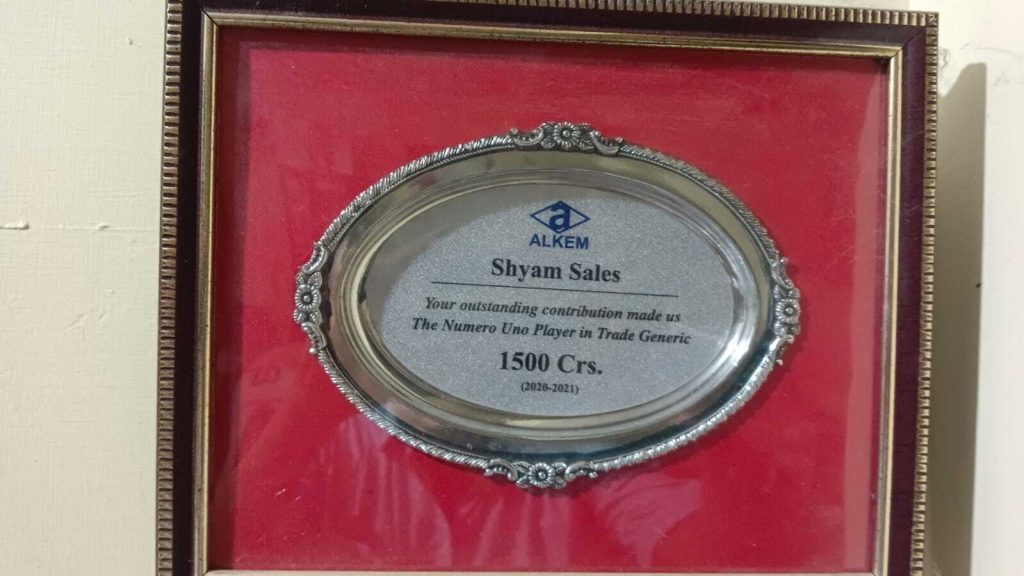 a
ALKEM
Shyam Sales
Your outstanding contribution made us
The Numero Uno Player in Trade Generic
1500 Crs.
(2020-2021)